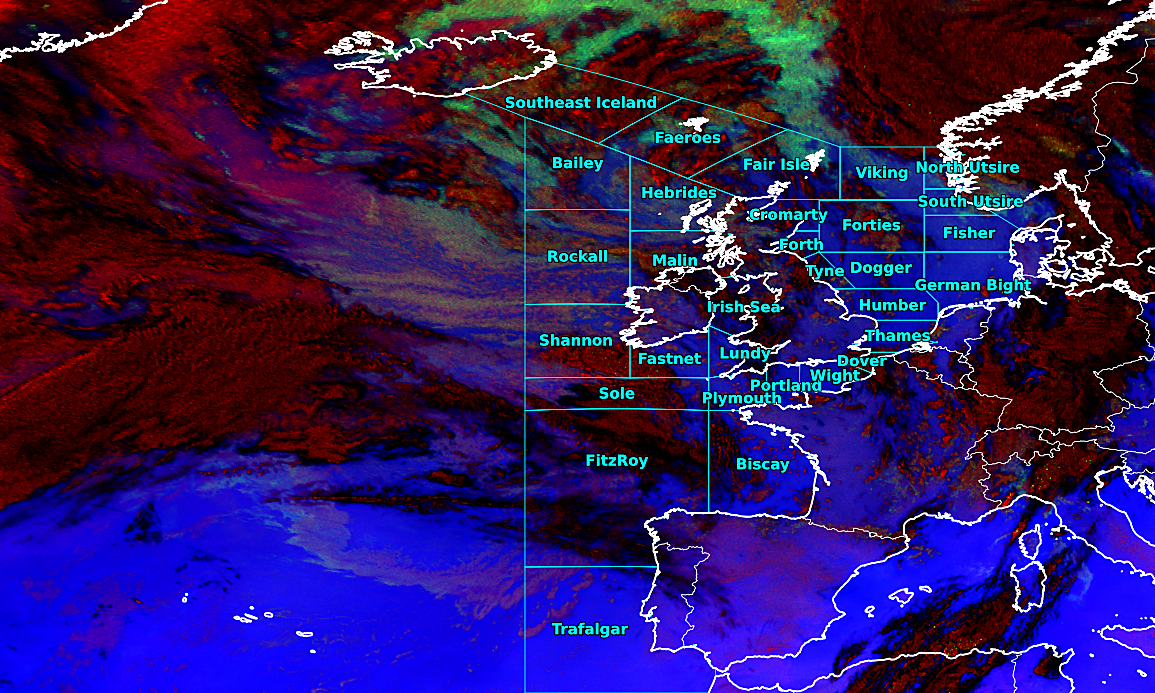 Southeast Iceland
Faeroes
Bailey
Fair Isle
Viking
North Utsire
Hebrides
South Utsire
Cromarty
Forties
Fisher
Forth
Rockall
Malin
Tyne
Dogger
German Bight
Irish Sea
Humber
Shannon
Thames
Fastnet
Lundy
Dover
Wight
Portland
Sole
Plymouth
FitzRoy
Biscay
Trafalgar